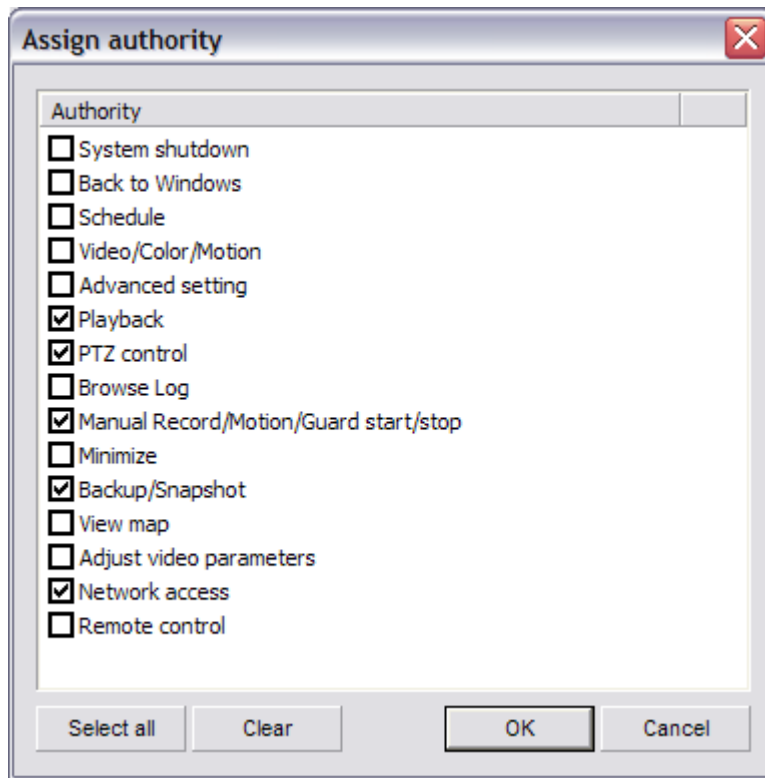 Assign authority
Authority
System shutdown
Back to Windows
Schedule
Video/Color/Motion
Advanced setting
Playback
PTZ control
Browse Log
Manual Record/Motion/Guard start/stop
Minimize
Backup/Snapshot
View map
Adjust video parameters
Network access
Remote control
Select all Clear OK Cancel